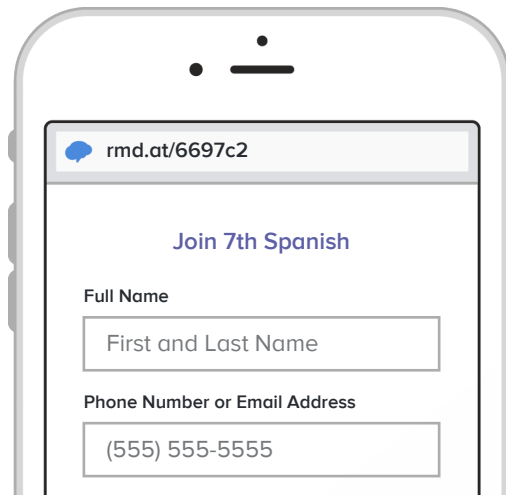 rmd.at/6697c2
Join 7th Spanish
Full Name
First and Last Name
Phone Number or Email Address
(555) 555-5555